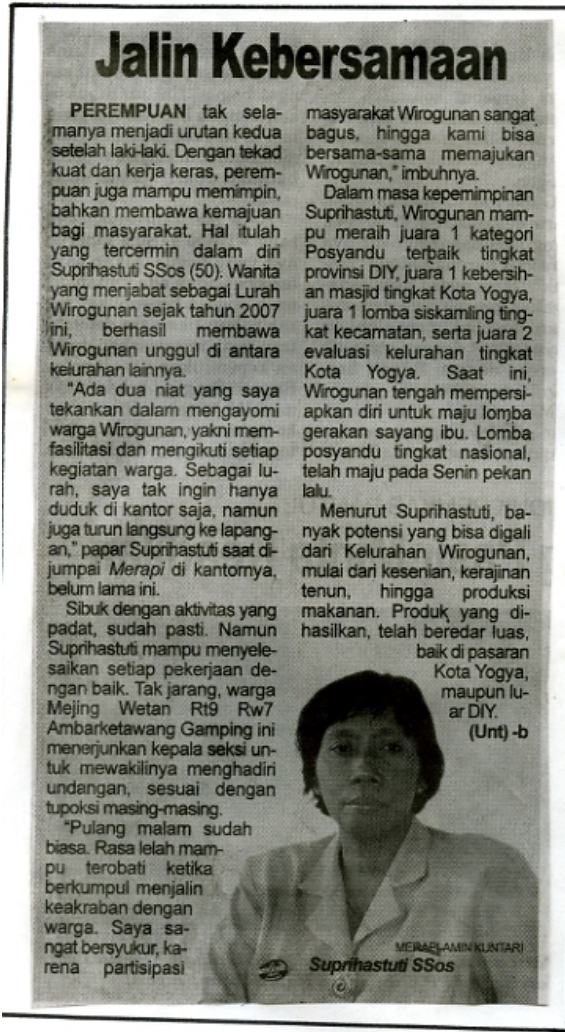 Jalin Kebersamaan
PEREMPUAN tak sela-
manya menjadi urutan kedua
setelah laki-laki. Dengan tekad
kuat dan kerja keras, perem-
puan juga mampu memimpin,
bahkan membawa kemajuan
bagi masyarakat. Hal itulah
yang tercermin dalam diri
Suprihastuti SSos (50). Wanita
yang menjabat sebagai Lurah
Wirogunan sejak tahun 2007
ini, berhasil membawa
Wirogunan unggul di antara
kelurahan lainnya.
"Ada dua niat yang saya
tekankan dalam mengayomi
warga Wirogunan, yakni mem-
fasilitasi dan mengikuti setiap
kegiatan warga. Sebagai lu-
rah, saya tak ingin hanya
duduk di kantor saja, namun
juga turun langsung ke lapang-
an," papar Suprihastuti saat di-
jumpai Merapi di kantornya,
belum lama ini.
Sibuk dengan aktivitas yang
padat, sudah pasti. Namun
Suprihastuti mampu menyele-
saikan setiap pekerjaan de-
ngan baik. Tak jarang, warga
Mejing Wetan Rt9 Rw7
Ambarketawang Gamping ini
menerjunkan kepala seksi un-
tuk mewakilinya menghadiri
undangan, sesuai dengan
tupoksi masing-masing.
"Pulang malam sudah
biasa. Rasa lelah mam-
pu terobati ketika
berkumpul menjalin
keakraban dengan
warga. Saya sa-
ngat bersyukur, ka-
rena partisipasi
masyarakat Wirogunan sangat
bagus, hingga kami bisa
bersama-sama memajukan
Wirogunan," imbuhnya.
Dalam masa kepemimpinan
Suprihastuti, Wirogunan mam-
pu meraih juara 1 kategori
Posyandu terbaik tingkat
provinsi DIY, juara 1 kebersih-
an masjid tingkat Kota Yogya,
juara 1 lomba siskamling ting-
kat kecamatan, serta juara 2
evaluasi kelurahan tingkat
Kota Yogya. Saat ini,
Wirogunan tengah mempersi-
apkan diri untuk maju lomba
gerakan sayang ibu. Lomba
posyandu tingkat nasional,
telah maju pada Senin pekan
lalu.
Menurut Suprihastuti, ba-
nyak potensi yang bisa digali
dari Kelurahan Wirogunan,
mulai dari kesenian, kerajinan
tenun, hingga produksi
makanan. Produk yang di-
hasilkan, telah beredar luas,
baik di pasaran
Kota Yogya,
maupun lu-
ar DIY.
(Unt) -b
MERAPI-AMIN KUNTARI
Suprihastuti SSos